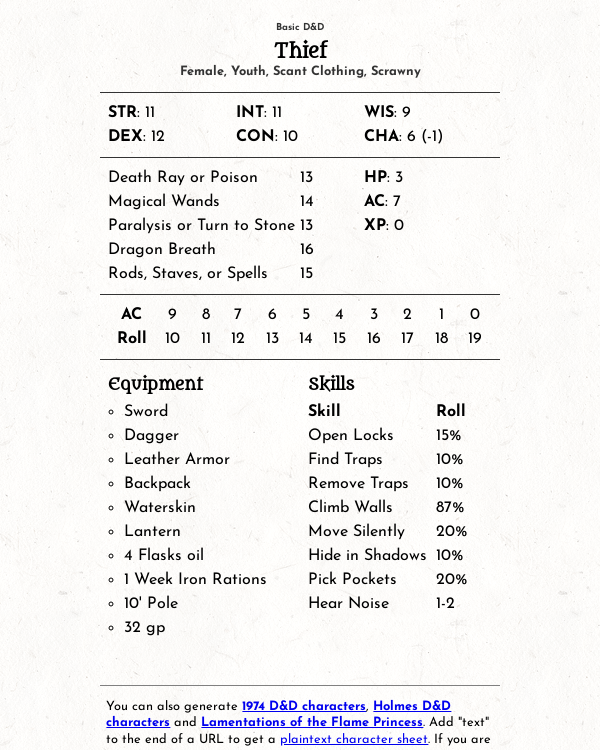 Basic D&D
Thief
Female, Youth, Scant Clothing, Scrawny
STR: 11 INT: 11 WIS: 9
DEX: 12 CON: 10 CHA: 6 (-1)
Death Ray or Poison 13 HP: 3
Magical Wands 14 AC: 7
Paralysis or Turn to Stone 13 XP: 0
Dragon Breath 16
Rods, Staves, or Spells 15
AC 9 8 7 6 5 4 3 2 1 0
Roll 10 11 12 13 14 15 16 17 18 19
Equipment
Sword
Dagger
Leather Armor
Backpack
Waterskin
Lantern
4 Flasks oil
1 Week Iron Rations
10' Pole
32 gp
Skills
Skill Roll
Open Locks 15%
Find Traps 10%
Remove Traps 10%
Climb Walls 87%
Move Silently 20%
Hide in Shadows 10%
Pick Pockets 20%
Hear Noise 1-2
You can also generate 1974 D&D characters, Holmes D&D
characters and Lamentations of the Flame Princess. Add "text"
to the end of a URL to get a plaintext character sheet. If you are